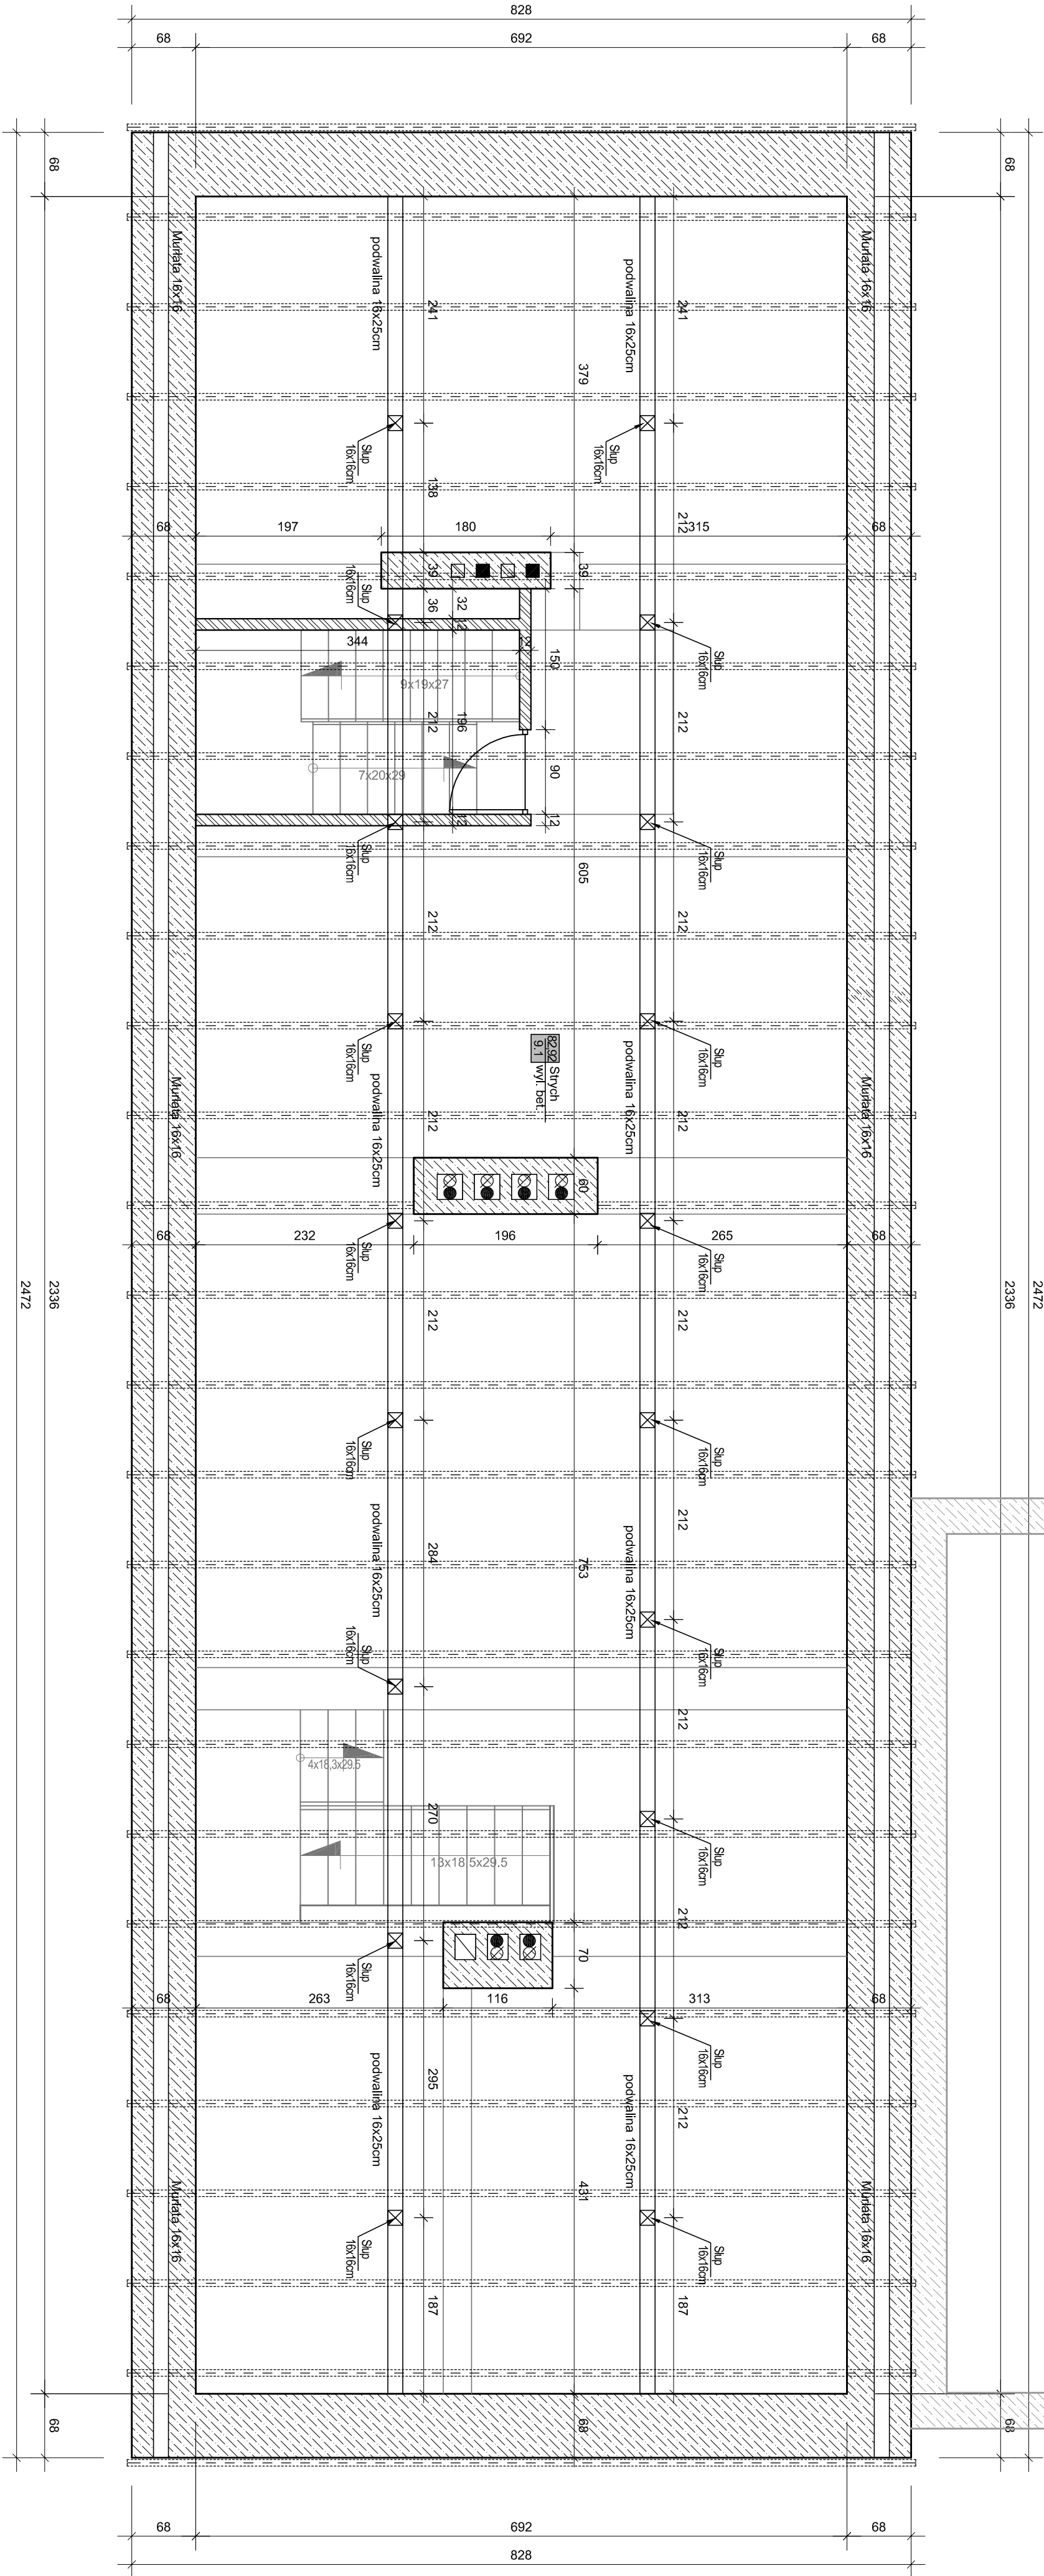 828
68
692
68
68
68
Murłata 16x16
podwalina 16x25cm
podwalina 16x25cm
Murłata 16x16
241
241
379
Słup
16x16cm
Słup
16x16cm
138
212
68
197
180
315
68
39
39
Słup
16x16cm
36
32
12
344
12
150
Słup
16x16cm
9x19x27
212
196
212
7x20x29
90
12
12
Słup
16x16cm
Słup
16x16cm
605
212
212
Słup
16x16cm
82,92 Strych
9.1 wyl. bet.
Słup
16x16cm
Murłata 16x16
podwalina 16x25cm
podwalina 16x25cm
Murłata 16x16
212
212
60
Słup
16x16cm
Słup
16x16cm
68
232
196
265
68
2472
2336
212
212
2336
2472
Słup
16x16cm
Słup
16x16cm
podwalina 16x25cm
284
753
podwalina 16x25cm
212
Słup
16x16cm
Słup
16x16cm
212
4x18,3x29.5
270
13x18.5x29.5
Słup
16x16cm
212
70
Słup
16x16cm
68
263
116
313
68
Słup
16x16cm
podwalina 16x25cm
295
podwalina 16x25cm
212
Murłata 16x16
431
Murłata 16x16
Słup
16x16cm
Słup
16x16cm
187
187
68
68
68
68
692
68
828